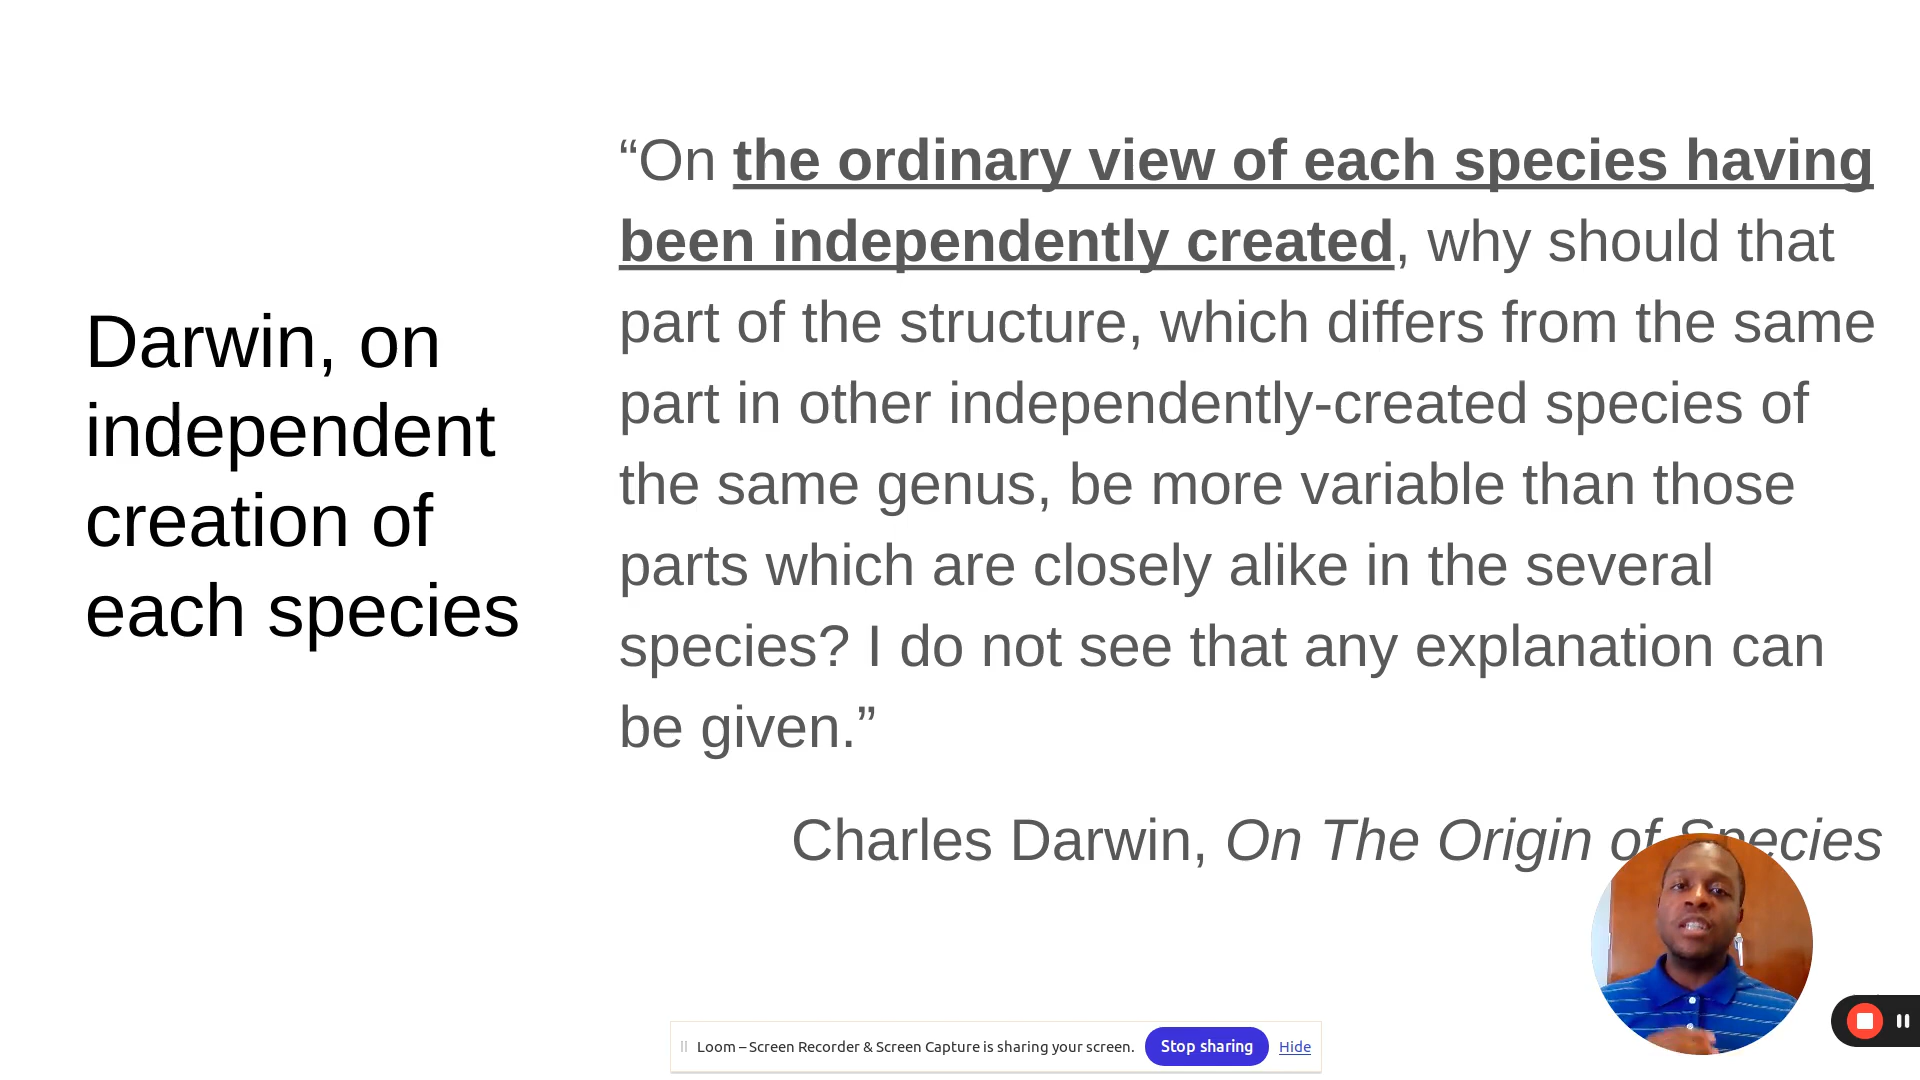 Darwin, on
independent
creation of
each species
“On the ordinary view of each species having
been independently created, why should that
part of the structure, which differs from the same
part in other independently-created species of
the same genus, be more variable than those
parts which are closely alike in the several
species? I do not see that any explanation can
be given.”
Charles Darwin, On The Origin of Species
Loom – Screen Recorder & Screen Capture is sharing your screen. Stop sharing Hide